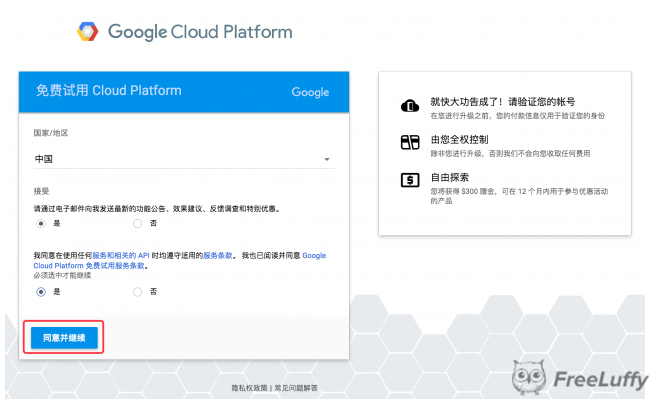 Google Cloud Platform
免费试用 Cloud Platform
Google
国家/地区
中国
接受
请通过电子邮件向我发送最新的功能公告、效果建议、反馈调查和特别优惠。
是
否
我同意在使用任何服务和相关的 API 时均遵守适用的服务条款。 我也已阅读并同意 Google
Cloud Platform 免费试用服务条款。
必须选中才能继续
是
否
同意并继续
就快大功告成了！请验证您的帐号
在您进行升级之前，您的付款信息仅用于验证您的身份
由您全权控制
除非您进行升级，否则我们不会向您收取任何费用
自由探索
您将获得 $300 赠金，可在 12 个月内用于参与优惠活动
的产品
隐私权政策 | 常见问题解答
FreeLuffy